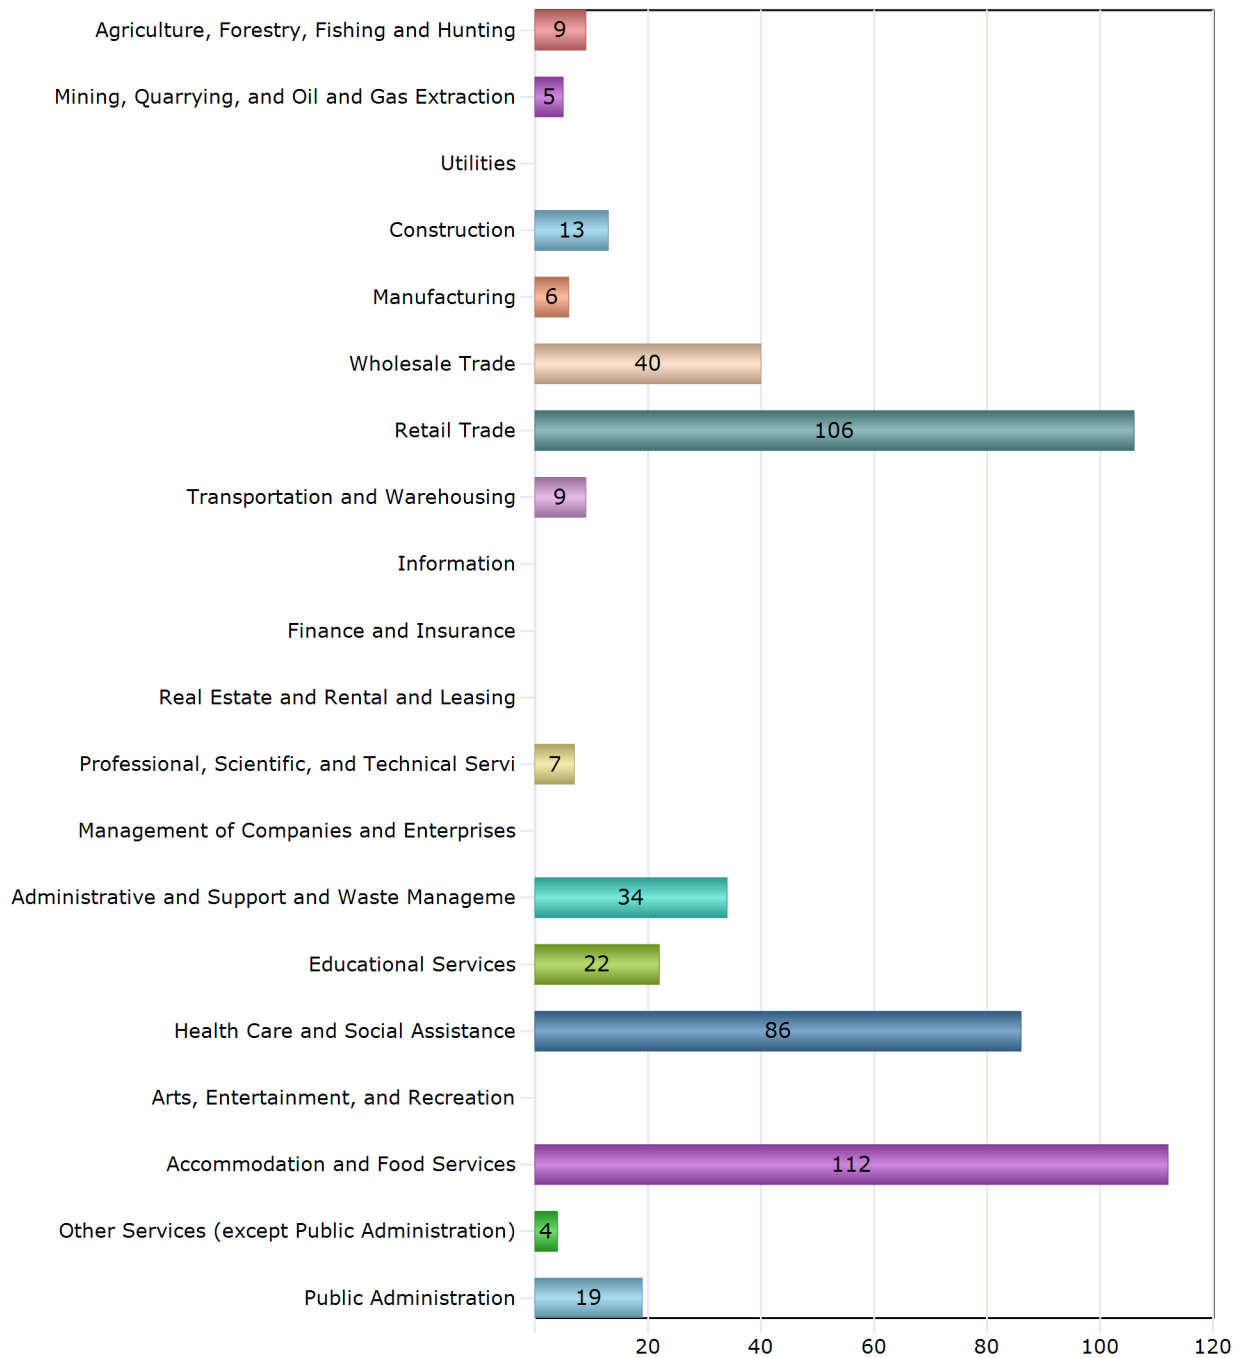 Agriculture, Forestry, Fishing and Hunting 9
Mining, Quarrying, and Oil and Gas Extraction 5
Utilities
Construction 13
Manufacturing 6
Wholesale Trade 40
Retail Trade 106
Transportation and Warehousing 9
Information
Finance and Insurance
Real Estate and Rental and Leasing
Professional, Scientific, and Technical Servi 7
Management of Companies and Enterprises
Administrative and Support and Waste Manageme 34
Educational Services 22
Health Care and Social Assistance 86
Arts, Entertainment, and Recreation
Accommodation and Food Services 112
Other Services (except Public Administration) 4
Public Administration 19
20 40 60 80 100 120